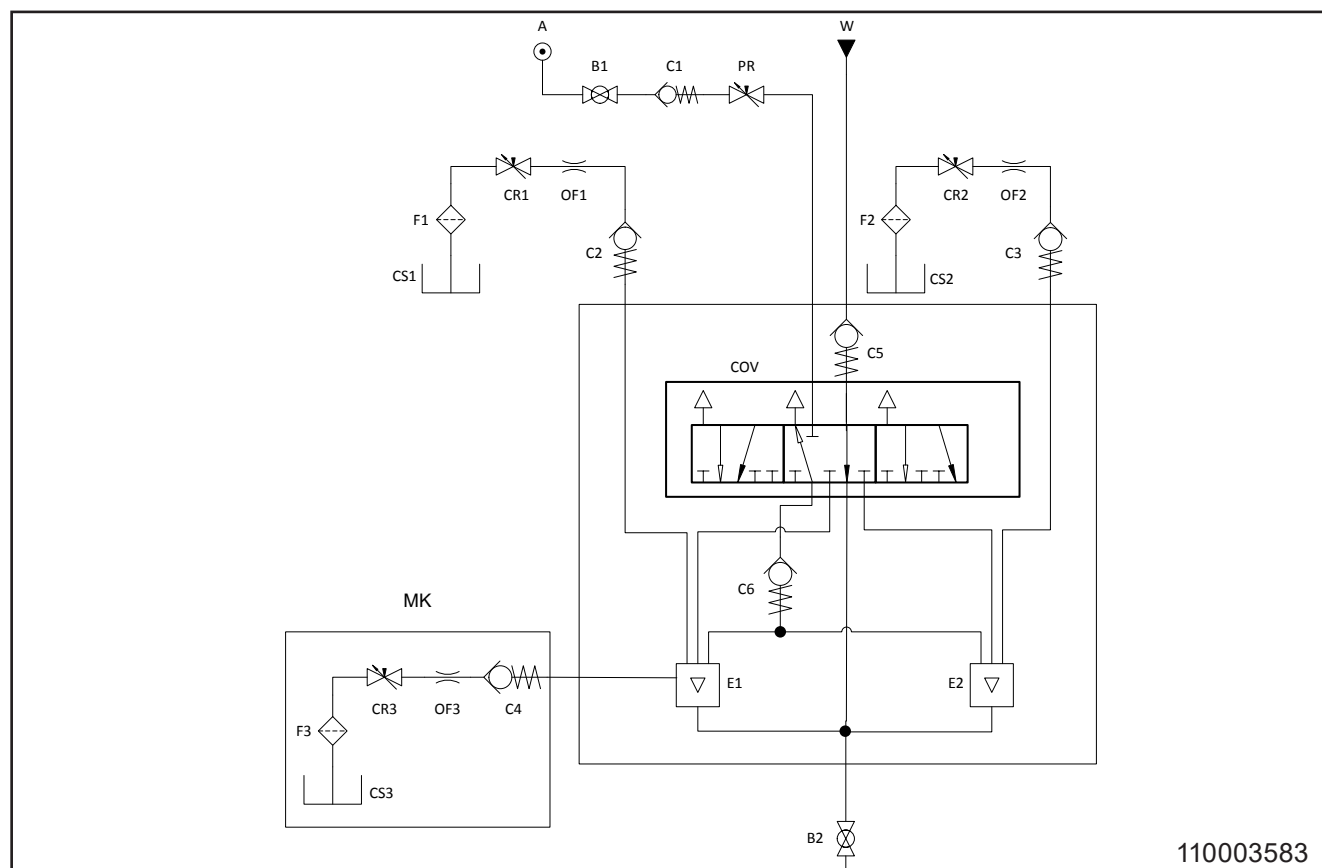 A W
B1 C1 PR
CR1 OF1 CR2 OF2
F1 F2
C2 C3
CS1 CS2
C5
COV
C6
MK
E1 E2
CR3 OF3 C4
F3
CS3
B2
110003583